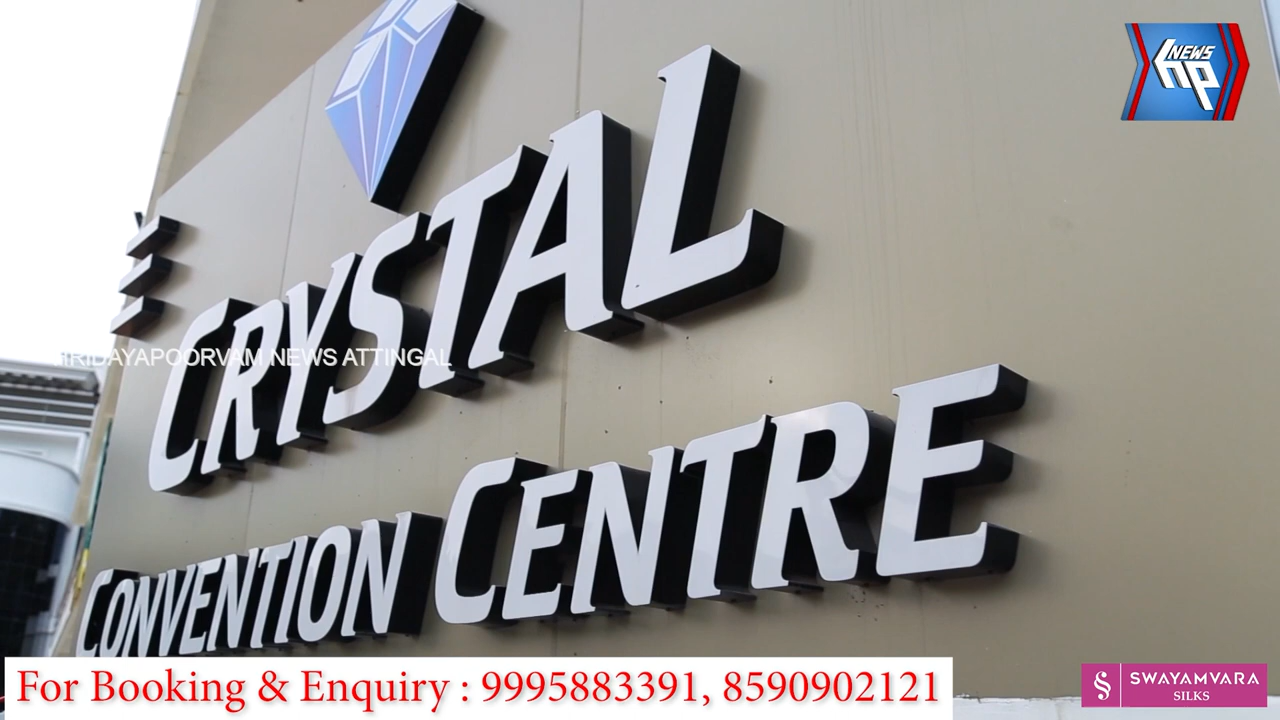 NEWS
hp
CRYSTAL
HRIDAYAPOORVAM NEWS ATTINGAL
CONVENTION CENTRE
For Booking & Enquiry : 9995883391, 8590902121
SWAYAMVARA
SILKS